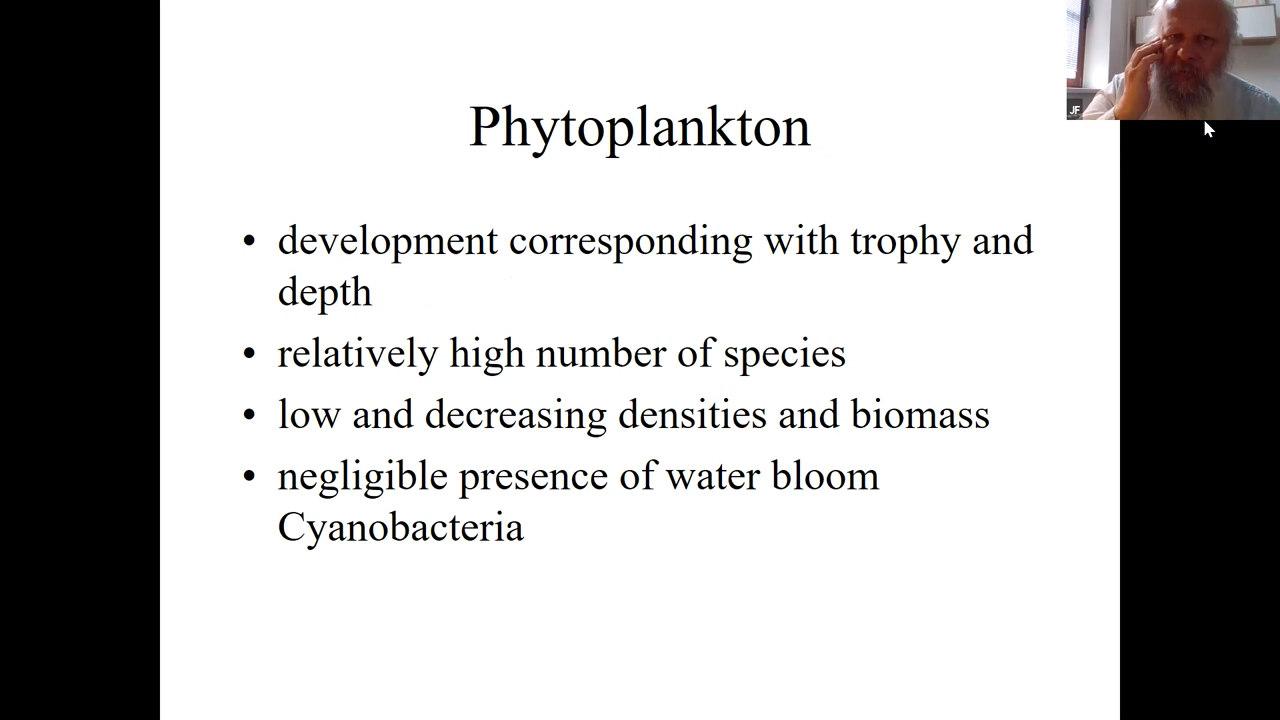 JF
Phytoplankton
• development corresponding with trophy and
depth
• relatively high number of species
• low and decreasing densities and biomass
• negligible presence of water bloom
Cyanobacteria